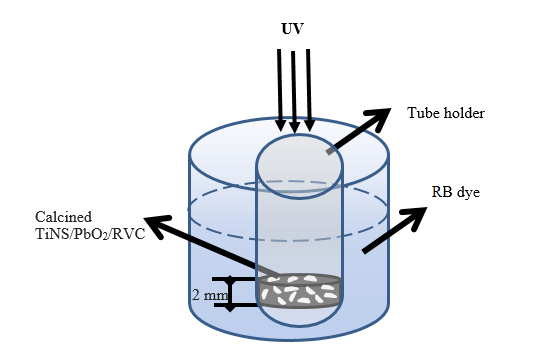 UV
Tube holder
RB dye
Calcined
TiNS/PbO₂/RVC
2 mm